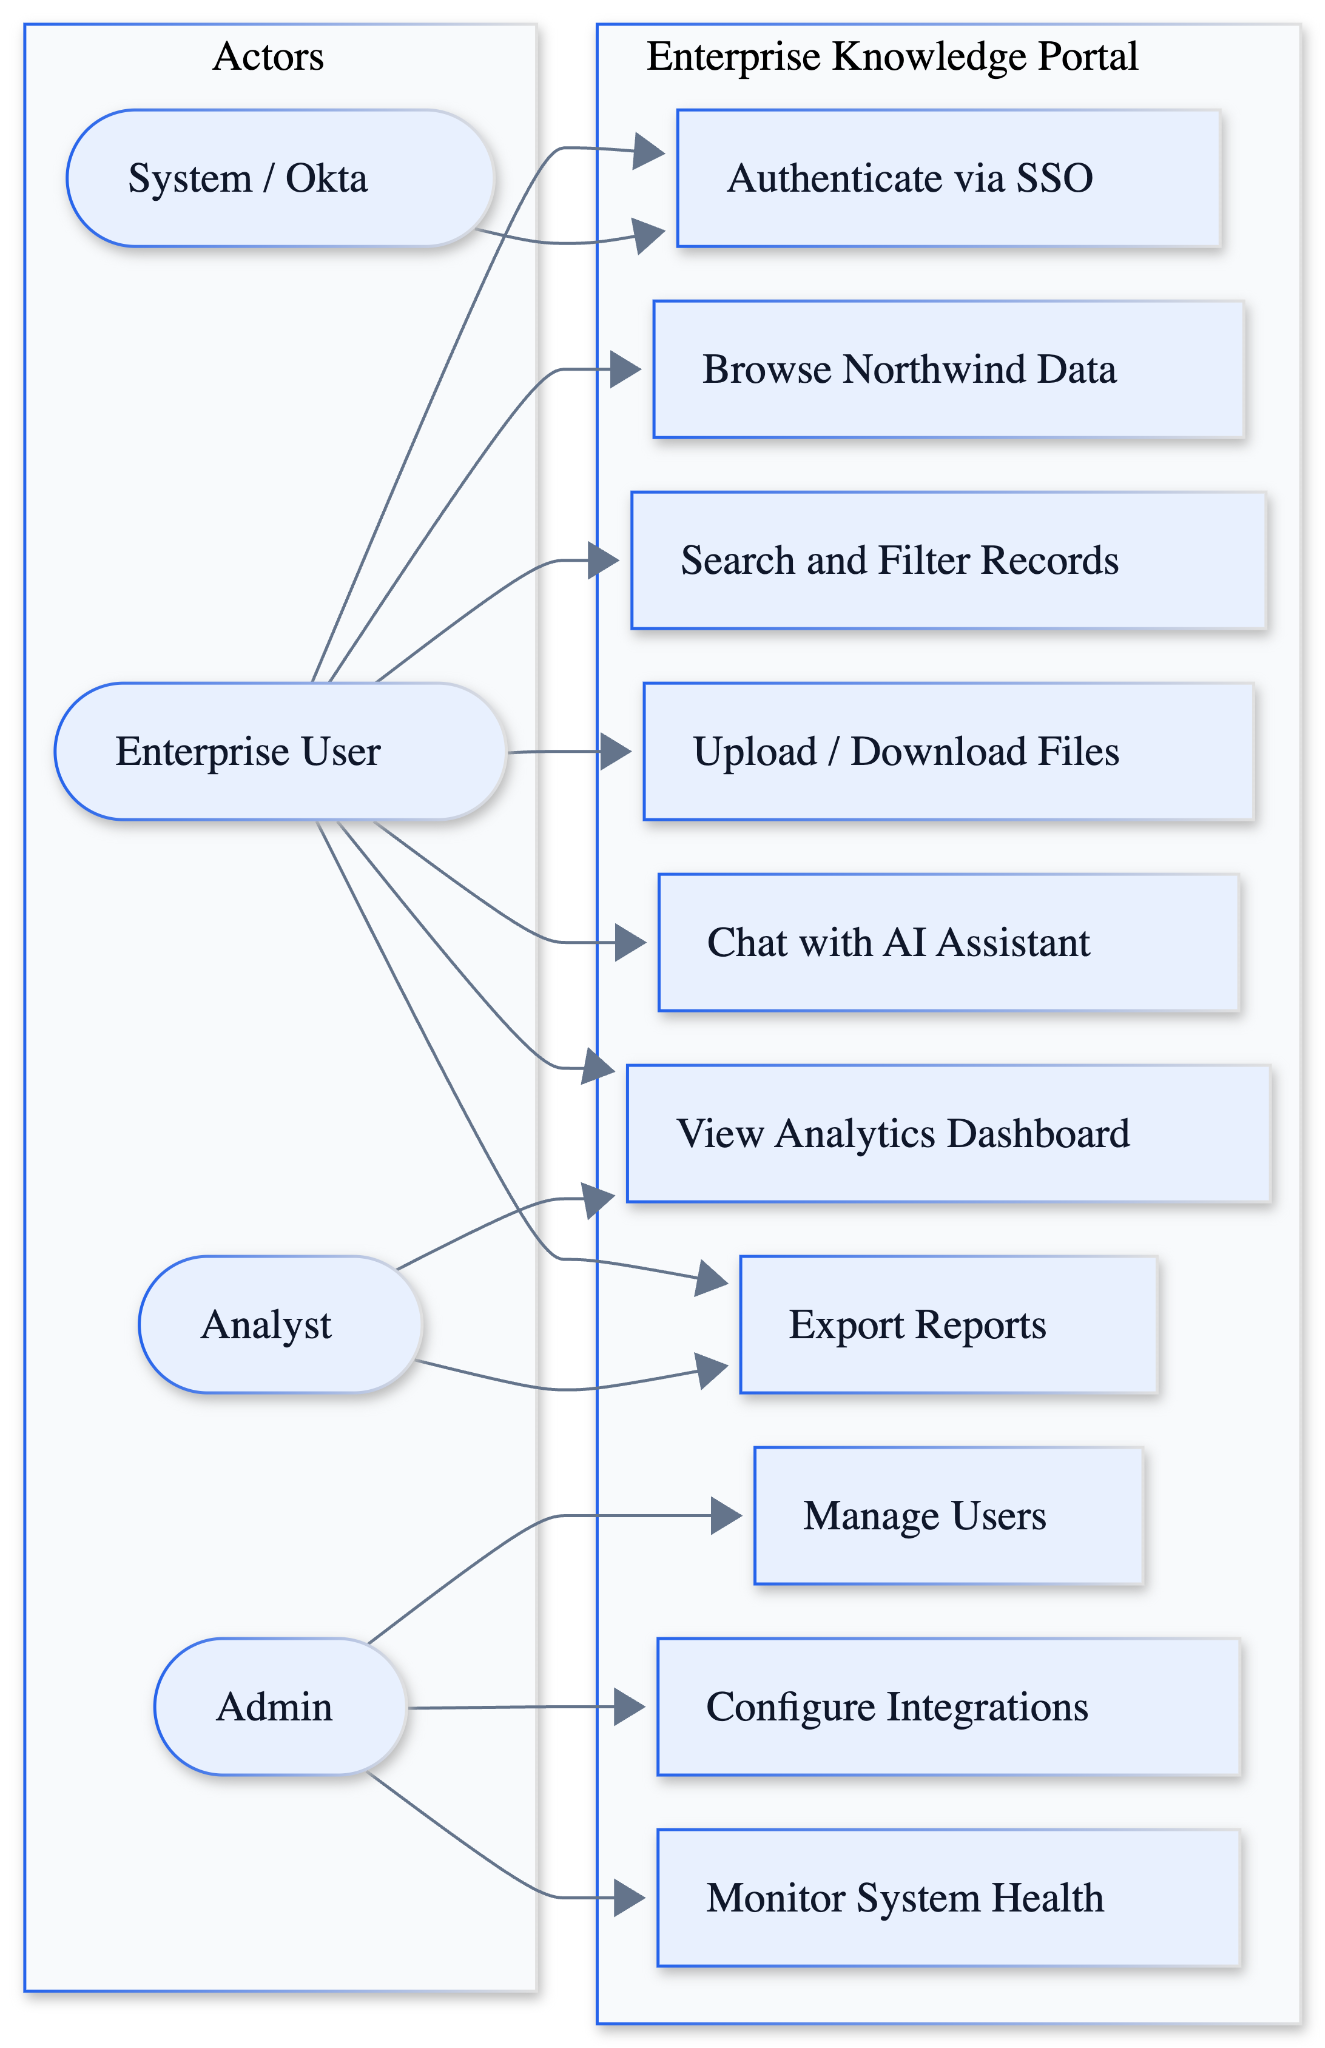 Actors
System / Okta
Enterprise User
Analyst
Admin
Enterprise Knowledge Portal
Authenticate via SSO
Browse Northwind Data
Search and Filter Records
Upload / Download Files
Chat with AI Assistant
View Analytics Dashboard
Export Reports
Manage Users
Configure Integrations
Monitor System Health